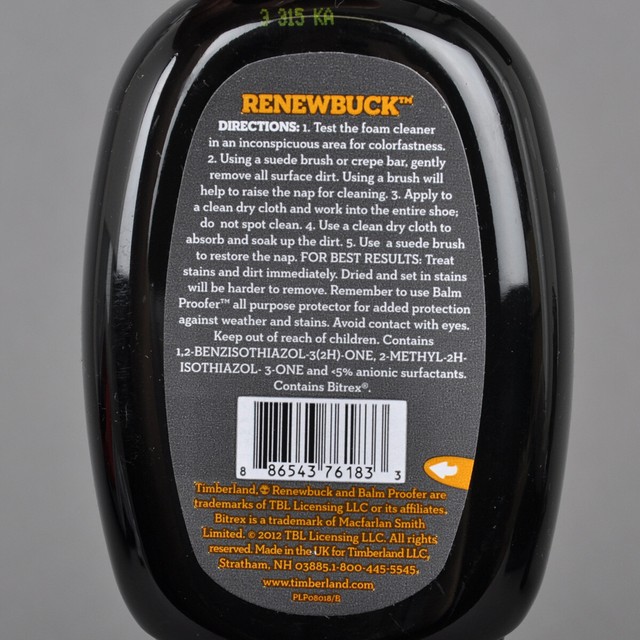 3 315 KA
RENEWBUCK™
DIRECTIONS: 1. Test the foam cleaner
in an inconspicuous area for colorfastness.
2. Using a suede brush or crepe bar, gently
remove all surface dirt. Using a brush will
help to raise the nap for cleaning. 3. Apply to
a clean dry cloth and work into the entire shoe;
do not spot clean. 4. Use a clean dry cloth to
absorb and soak up the dirt. 5. Use a suede brush
to restore the nap. FOR BEST RESULTS: Treat
stains and dirt immediately. Dried and set in stains
will be harder to remove. Remember to use Balm
Proofer™ all purpose protector for added protection
against weather and stains. Avoid contact with eyes.
Keep out of reach of children. Contains
1,2-BENZISOTHIAZOL-3(2H)-ONE, 2-METHYL-2H-
ISOTHIAZOL- 3-ONE and <5% anionic surfactants.
Contains Bitrex®.
8 86543 76183 3
Timberland, Renewbuck and Balm Proofer are
trademarks of TBL Licensing LLC or its affiliates.
Bitrex is a trademark of Macfarlan Smith
Limited. © 2012 TBL Licensing LLC. All rights
reserved. Made in the UK for Timberland LLC,
Stratham, NH 03885.1-800-445-5545,
www.timberland.com
PLP08018/E